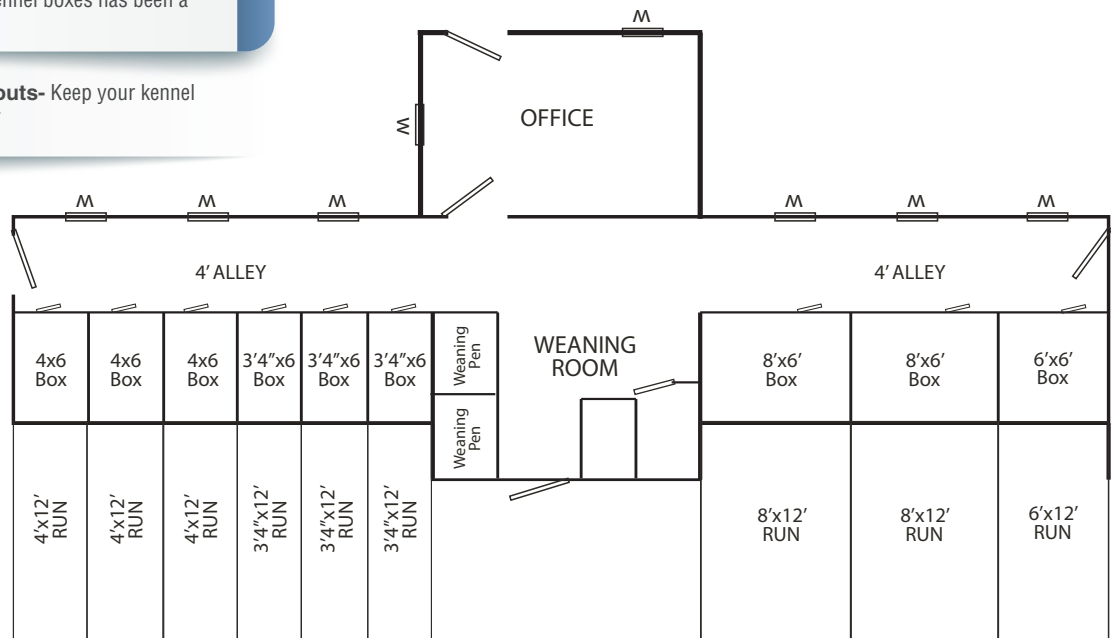 ennel boxes has been a
outs- Keep your kennel
W
W
OFFICE
W
W
W
W
W
W
4' ALLEY
4' ALLEY
4x6
Box
4x6
Box
4x6
Box
3'4"x6
Box
3'4"x6
Box
3'4"x6
Box
Weaning
Pen
Weaning
Pen
WEANING
ROOM
8'x6'
Box
8'x6'
Box
6'x6'
Box
4'x12'
RUN
4'x12'
RUN
4'x12'
RUN
3'4"x12'
RUN
3'4"x12'
RUN
3'4"x12'
RUN
8'x12'
RUN
8'x12'
RUN
6'x12'
RUN